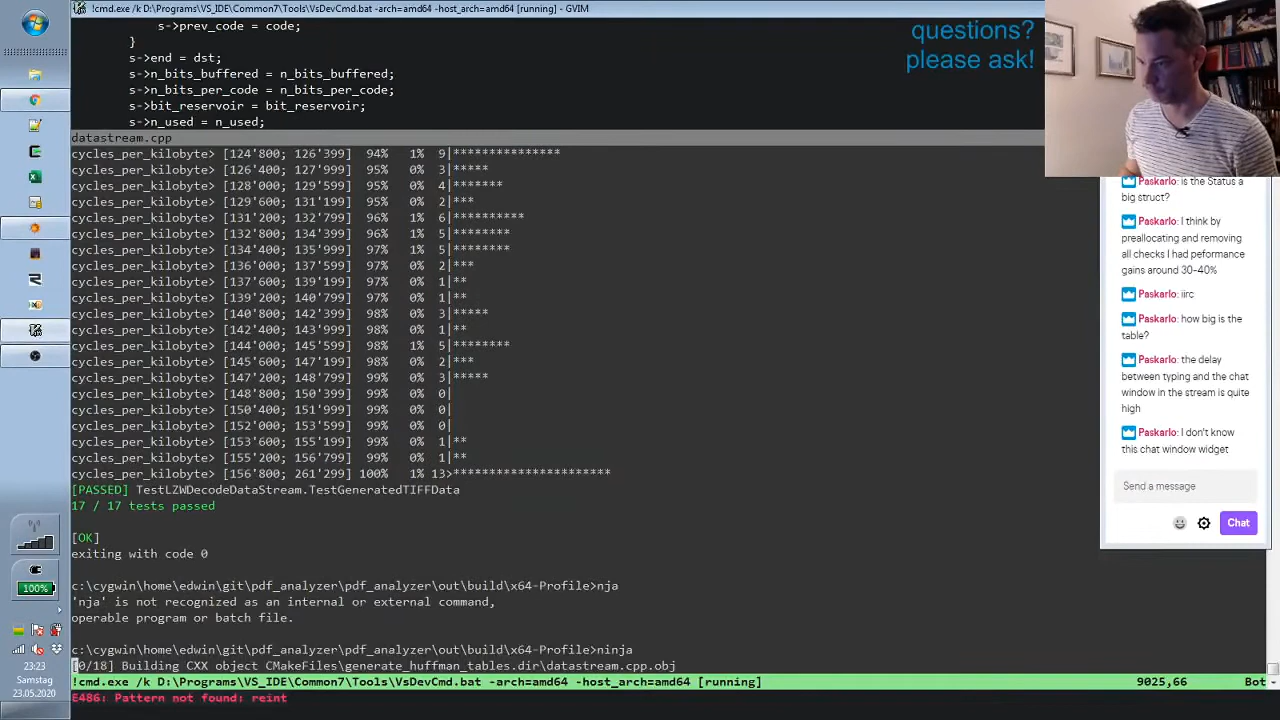 !cmd.exe /k D:\Programs\VS_IDE\Common7\Tools\VsDevCmd.bat -arch=amd64 -host_arch=amd64 [running] - GVIM
s->prev_code = code;
}
s->end = dst;
s->n_bits_buffered = n_bits_buffered;
s->n_bits_per_code = n_bits_per_code;
s->bit_reservoir = bit_reservoir;
s->n_used = n_used;
datastream.cpp
cycles_per_kilobyte> [124'800; 126'399]  94%   1%  9|***************
cycles_per_kilobyte> [126'400; 127'999]  95%   0%  3|*****
cycles_per_kilobyte> [128'000; 129'599]  95%   0%  4|*******
cycles_per_kilobyte> [129'600; 131'199]  95%   0%  2|***
cycles_per_kilobyte> [131'200; 132'799]  96%   1%  6|**********
cycles_per_kilobyte> [132'800; 134'399]  96%   1%  5|********
cycles_per_kilobyte> [134'400; 135'999]  97%   1%  5|********
cycles_per_kilobyte> [136'000; 137'599]  97%   0%  2|***
cycles_per_kilobyte> [137'600; 139'199]  97%   0%  1|**
cycles_per_kilobyte> [139'200; 140'799]  97%   0%  1|**
cycles_per_kilobyte> [140'800; 142'399]  98%   0%  3|*****
cycles_per_kilobyte> [142'400; 143'999]  98%   0%  1|**
cycles_per_kilobyte> [144'000; 145'599]  98%   1%  5|********
cycles_per_kilobyte> [145'600; 147'199]  98%   0%  2|***
cycles_per_kilobyte> [147'200; 148'799]  99%   0%  3|*****
cycles_per_kilobyte> [148'800; 150'399]  99%   0%  0|
cycles_per_kilobyte> [150'400; 151'999]  99%   0%  0|
cycles_per_kilobyte> [152'000; 153'599]  99%   0%  0|
cycles_per_kilobyte> [153'600; 155'199]  99%   0%  1|**
cycles_per_kilobyte> [155'200; 156'799]  99%   0%  1|**
cycles_per_kilobyte> [156'800; 261'299] 100%   1% 13>**********************
[PASSED] TestLZWDecodeDataStream.TestGeneratedTIFFData
17 / 17 tests passed
[OK]
exiting with code 0
c:\cygwin\home\edwin\git\pdf_analyzer\pdf_analyzer\out\build\x64-Profile>nja
'nja' is not recognized as an internal or external command,
operable program or batch file.
c:\cygwin\home\edwin\git\pdf_analyzer\pdf_analyzer\out\build\x64-Profile>ninja
[0/18] Building CXX object CMakeFiles\generate_huffman_tables.dir\datastream.cpp.obj
!cmd.exe /k D:\Programs\VS_IDE\Common7\Tools\VsDevCmd.bat -arch=amd64 -host_arch=amd64 [running] 9025,66 Bot
E486: Pattern not found: reint
questions?
please ask!
Paskarlo: is the Status a
big struct?
Paskarlo: I think by
preallocating and removing
all checks I had peformance
gains around 30-40%
Paskarlo: iirc
Paskarlo: how big is the
table?
Paskarlo: the delay
between typing and the chat
window in the stream is quite
high
Paskarlo: I don't know
this chat window widget
Send a message
Chat
100%
23:23
Samstag
23.05.2020